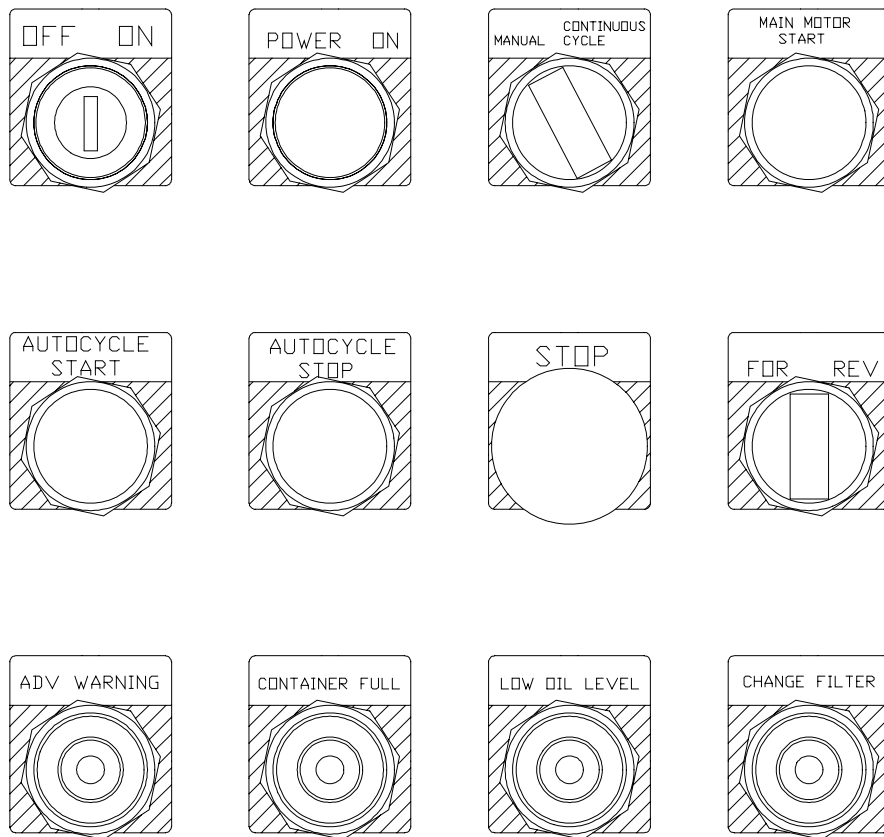 OFF ON
POWER ON
MANUAL CONTINUOUS
CYCLE
MAIN MOTOR
START
AUTOCYCLE
START
AUTOCYCLE
STOP
STOP
FOR REV
ADV WARNING
CONTAINER FULL
LOW OIL LEVEL
CHANGE FILTER